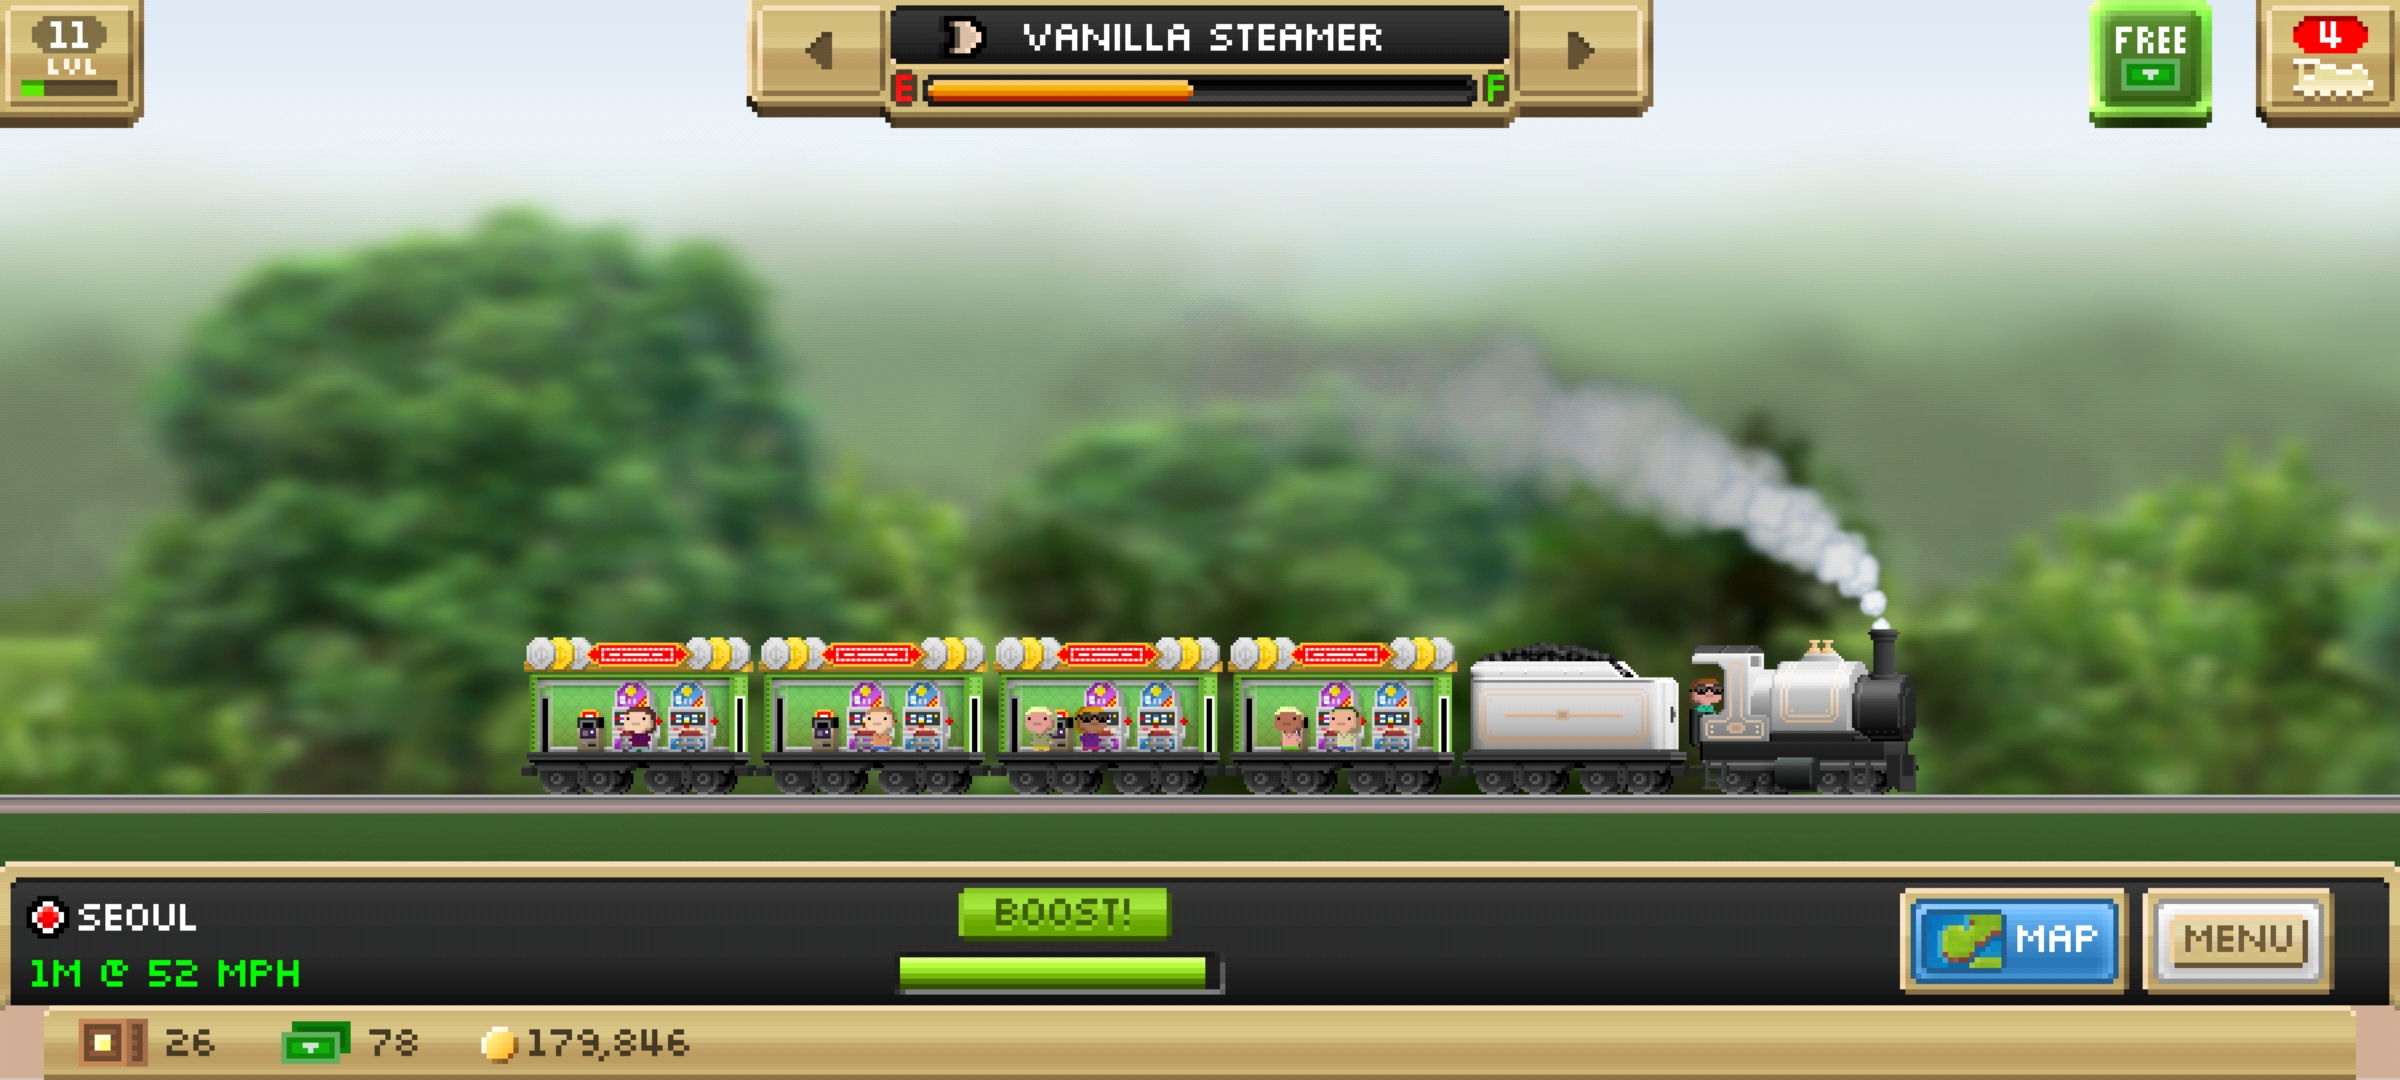 11
LVL
VANILLA STEAMER
E F
FREE
4
SEOUL
1M @ 52 MPH
BOOST!
MAP
MENU
26
78
179,846